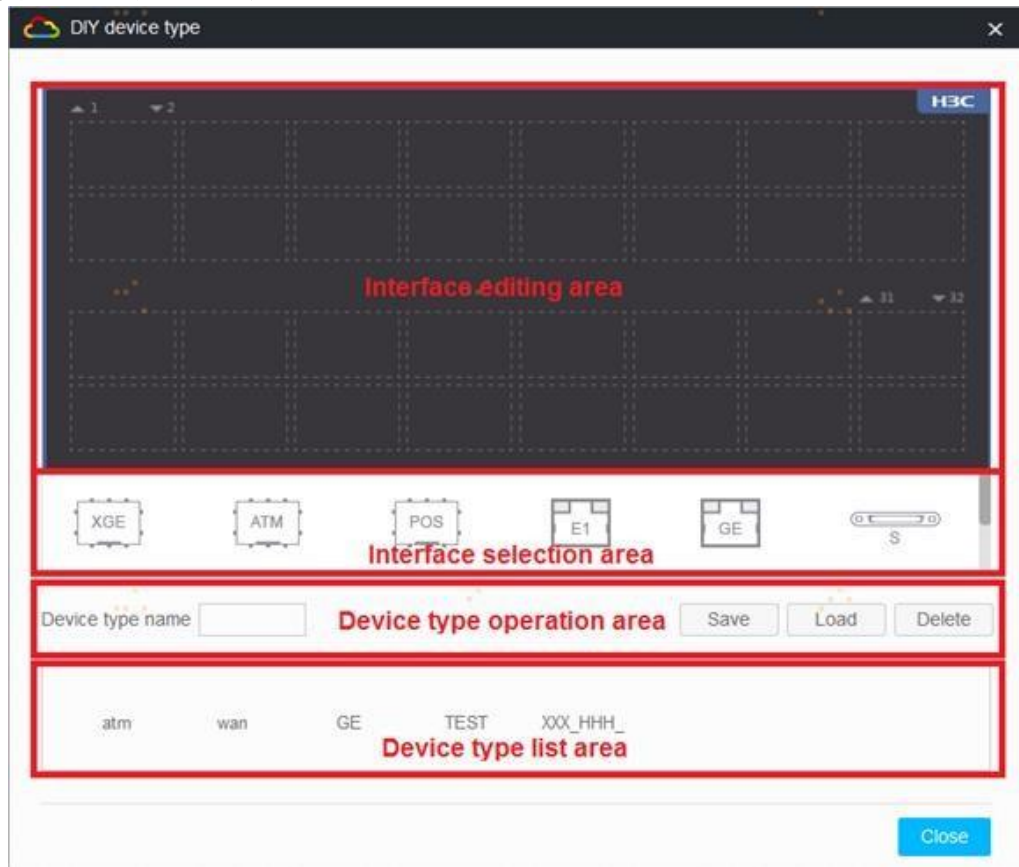 DIY device type
1 2 H3C
Interface editing area
31 32
XGE ATM POS E1 GE S
Interface selection area
Device type name Device type operation area Save Load Delete
atm wan GE TEST XXX_HHH_
Device type list area
Close